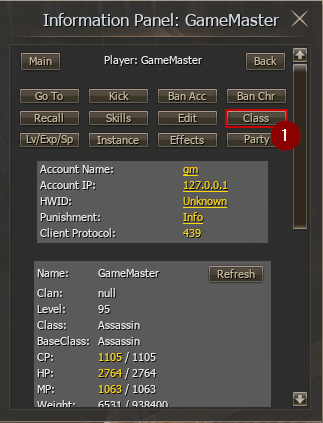 Information Panel: GameMaster
Main Player: GameMaster Back
Go To Kick Ban Acc Ban Chr
Recall Skills Edit Class
1
Lv/Exp/Sp Instance Effects Party
Account Name: gm
Account IP: 127.0.0.1
HWID: Unknown
Punishment: Info
Client Protocol: 439
Name: GameMaster Refresh
Clan: null
Level: 95
Class: Assassin
BaseClass: Assassin
CP: 1105 / 1105
HP: 2764 / 2764
MP: 1063 / 1063
Weight: 6531 / 938400